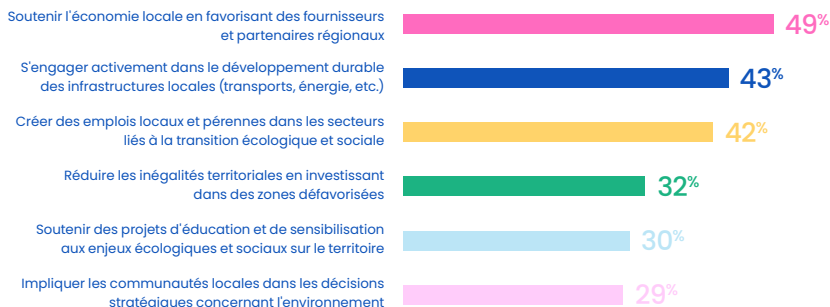 Soutenir l'économie locale en favorisant des fournisseurs
et partenaires régionaux
49%
S'engager activement dans le développement durable
des infrastructures locales (transports, énergie, etc.)
43%
Créer des emplois locaux et pérennes dans les secteurs
liés à la transition écologique et sociale
42%
Réduire les inégalités territoriales en investissant
dans des zones défavorisées
32%
Soutenir des projets d'éducation et de sensibilisation
aux enjeux écologiques et sociaux sur le territoire
30%
Impliquer les communautés locales dans les décisions
stratégiques concernant l'environnement
29%